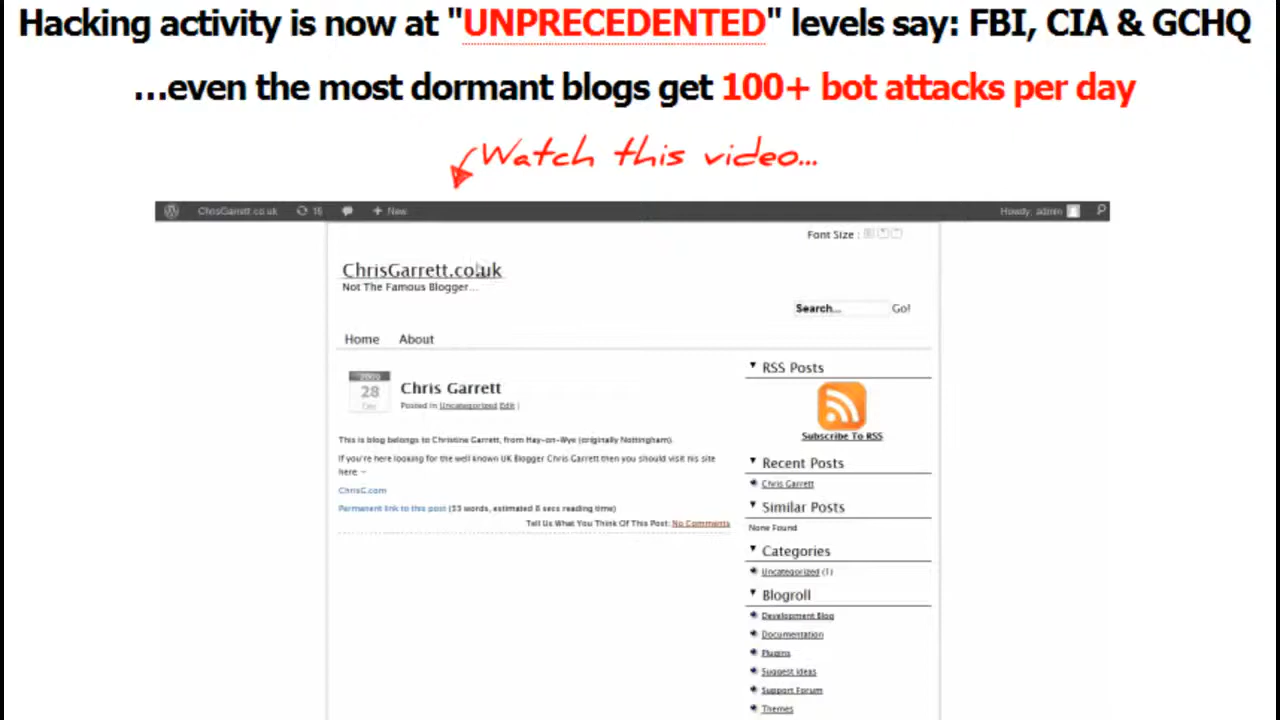 Hacking activity is now at "UNPRECEDENTED" levels say: FBI, CIA & GCHQ
...even the most dormant blogs get 100+ bot attacks per day
Watch this video...
ChrisGarrett.co.uk 16 New Howdy, admin
Font Size :
ChrisGarrett.co.uk
Not The Famous Blogger...
Search... Go!
Home About
2009
28
Dec
Chris Garrett
Posted in Uncategorized Edit |
This is blog belongs to Christine Garrett, from Hay-on-Wye (originally Nottingham).
If you're here looking for the well known UK Blogger Chris Garrett then you should visit his site
here –
ChrisG.com
Permanent link to this post (33 words, estimated 8 secs reading time)
Tell Us What You Think Of This Post: No Comments
RSS Posts
Subscribe To RSS
Recent Posts
Chris Garrett
Similar Posts
None Found
Categories
Uncategorized (1)
Blogroll
Development Blog
Documentation
Plugins
Suggest Ideas
Support Forum
Themes